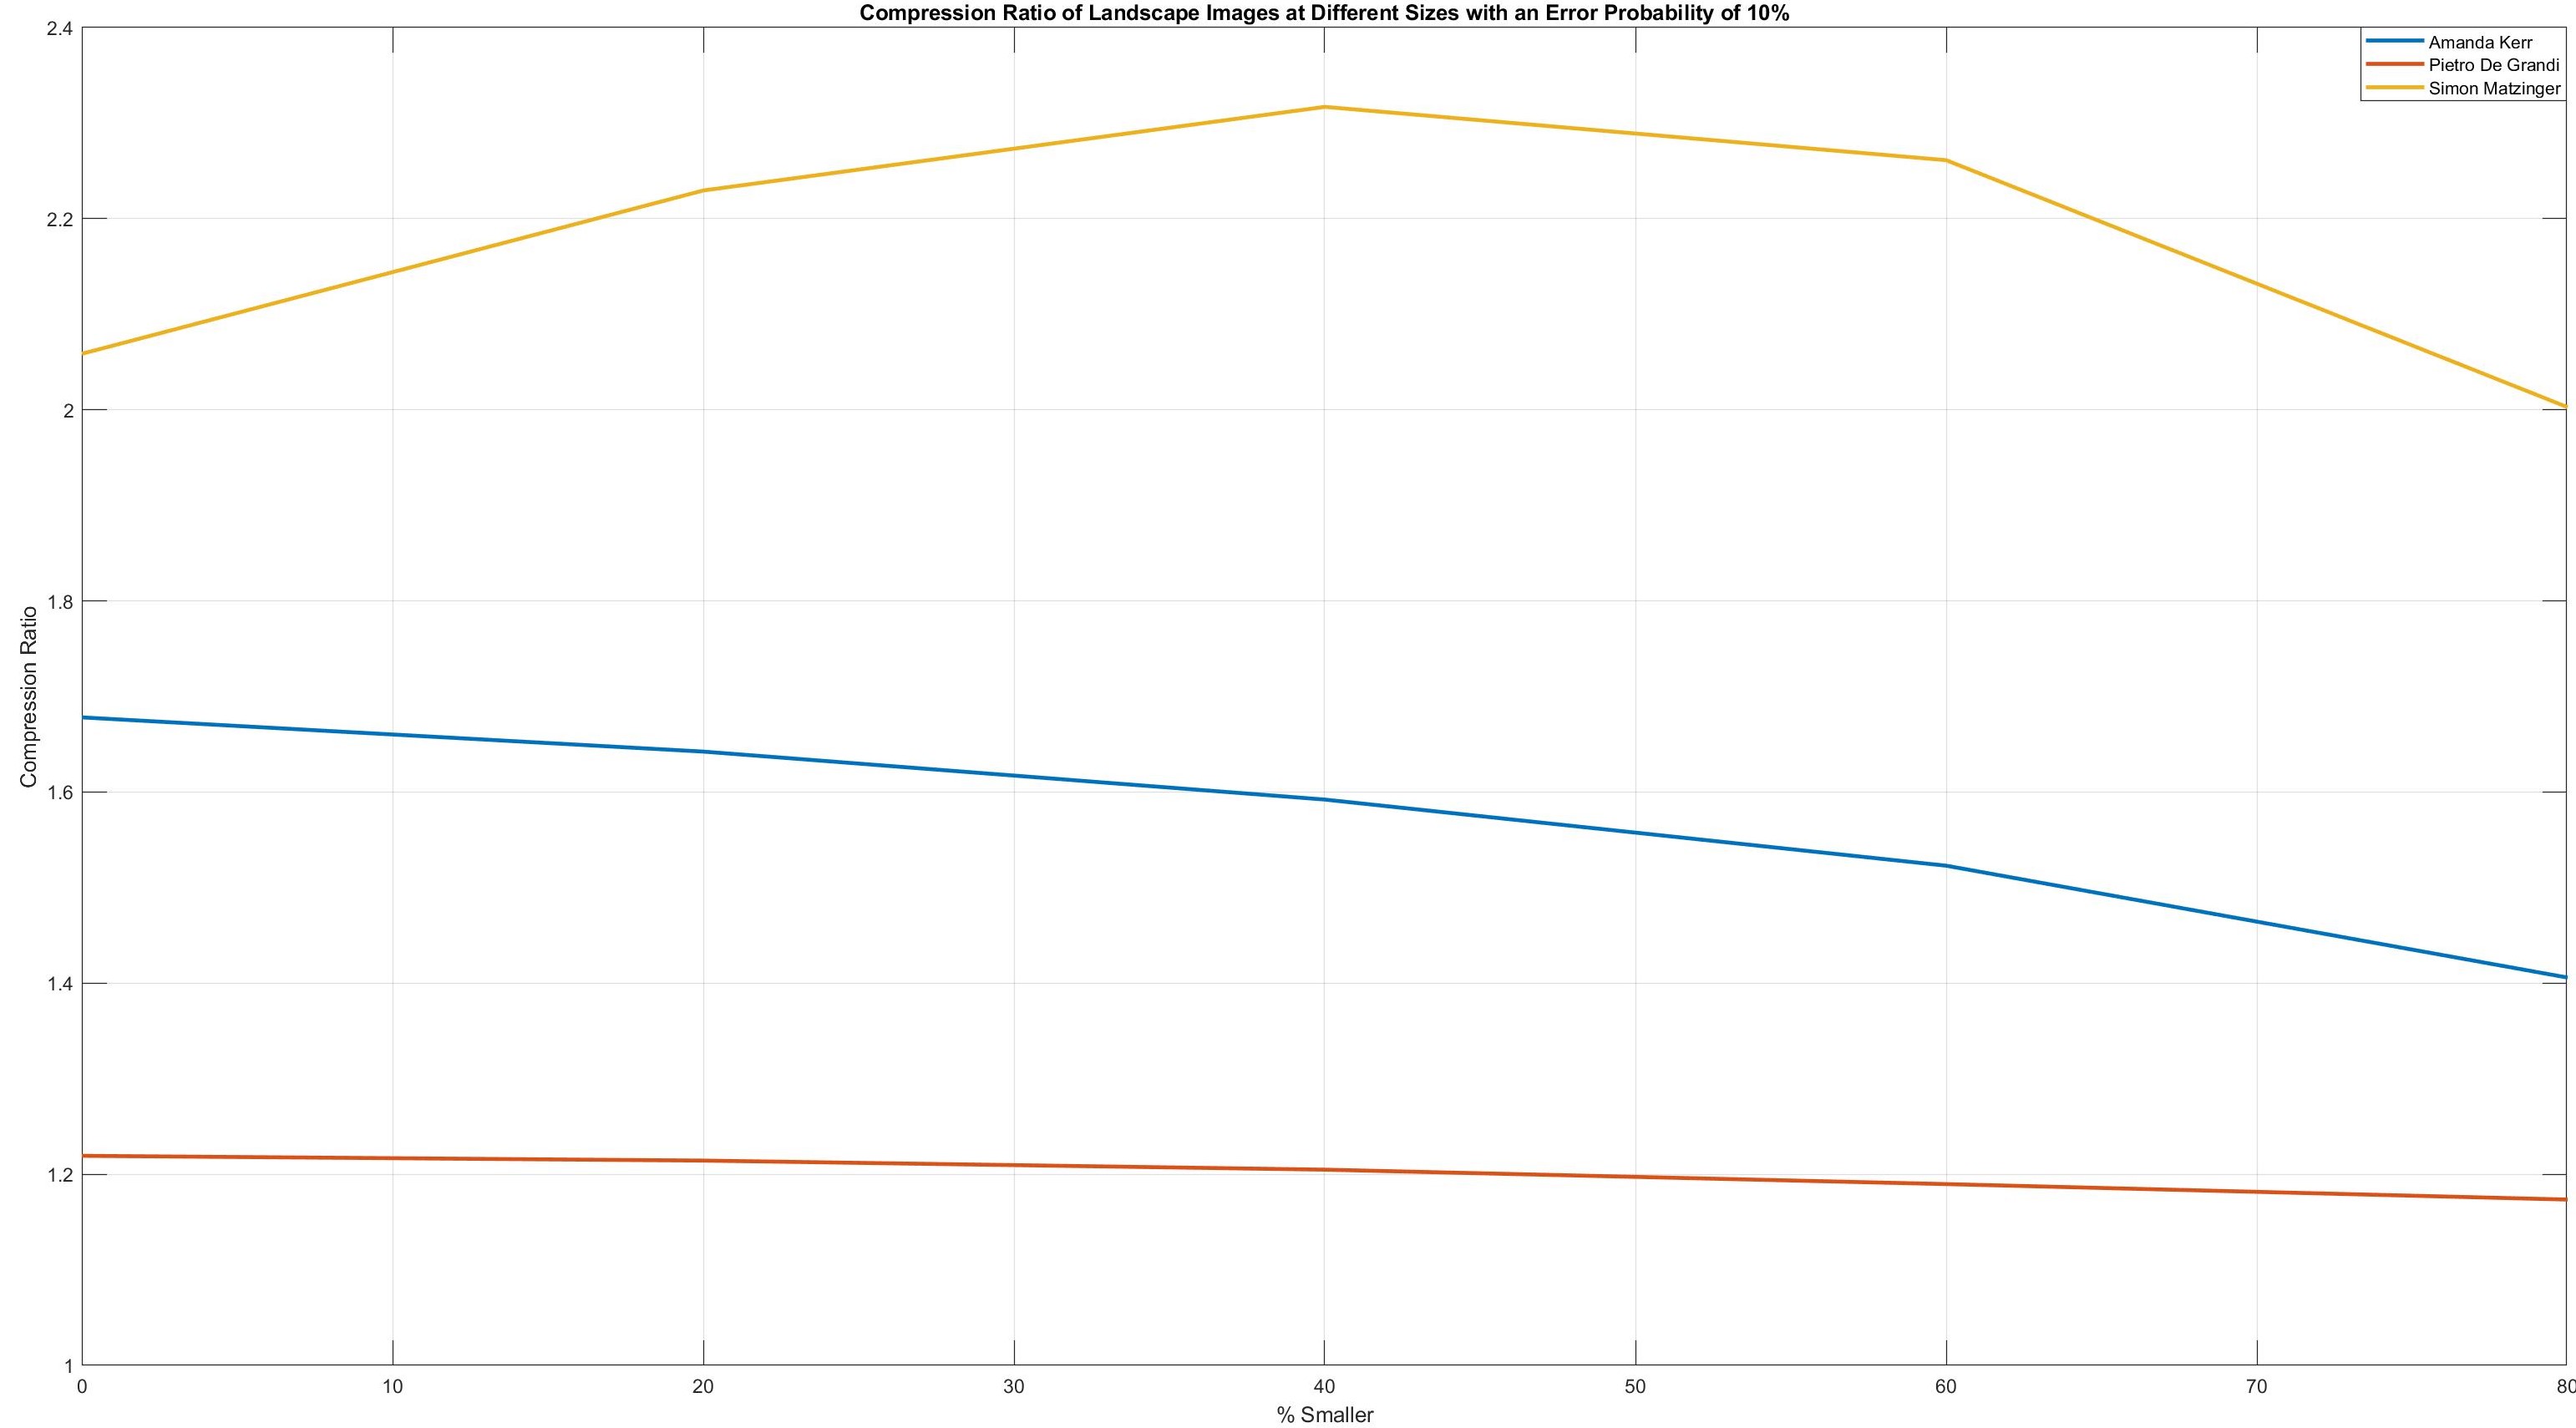 Compression Ratio of Landscape Images at Different Sizes with an Error Probability of 10%
Amanda Kerr
Pietro De Grandi
Simon Matzinger
Compression Ratio
2.4
2.2
2
1.8
1.6
1.4
1.2
1
0 10 20 30 40 50 60 70 80
% Smaller